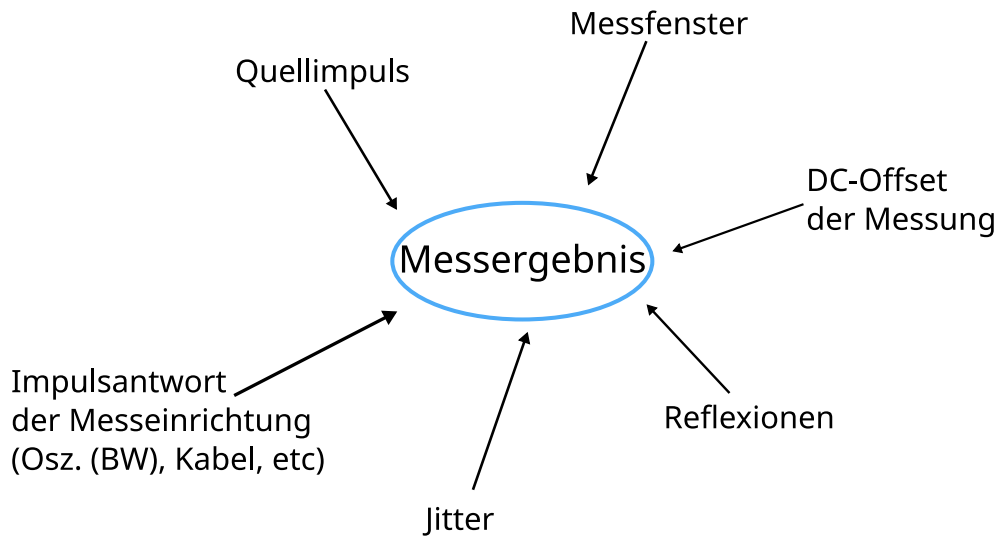 Messfenster
Quellimpuls
DC-Offset
der Messung
Messergebnis
Impulsantwort
der Messeinrichtung
(Osz. (BW), Kabel, etc)
Reflexionen
Jitter